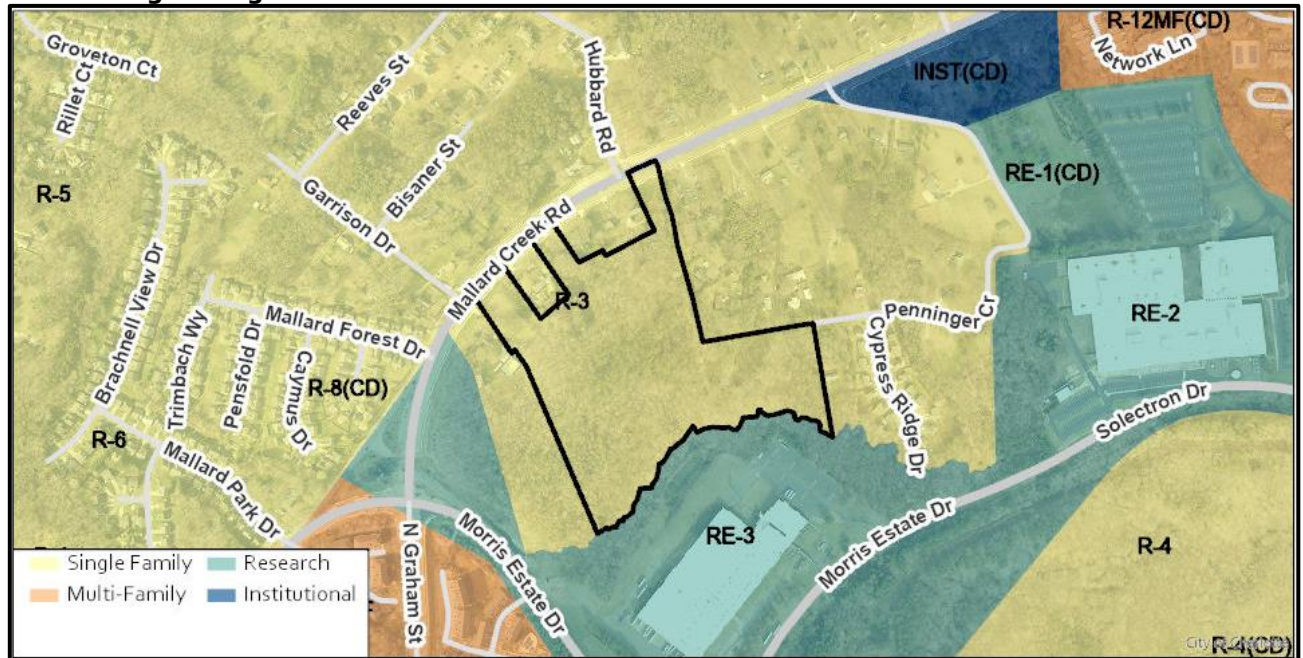 Groveton Ct
Rillet Ct
Reeves St
Hubbard Rd
R-12MF(CD)
Network Ln
INST(CD)
R-5
Bisaner St
Garrison Dr
Mallard Creek Rd
RE-1(CD)
Brachnell View Dr
Trimbach Wy
Pensfold Dr
Mallard Forest Dr
Caymus Dr
R-8(CD)
R-3
Penninger Cr
Cypress Ridge Dr
RE-2
Solectron Dr
R-6
Mallard Park Dr
N Graham St
Morris Estate Dr
RE-3
Morris Estate Dr
R-4
Single Family
Research
Multi-Family
Institutional
City of Charlotte
R-4(CD)